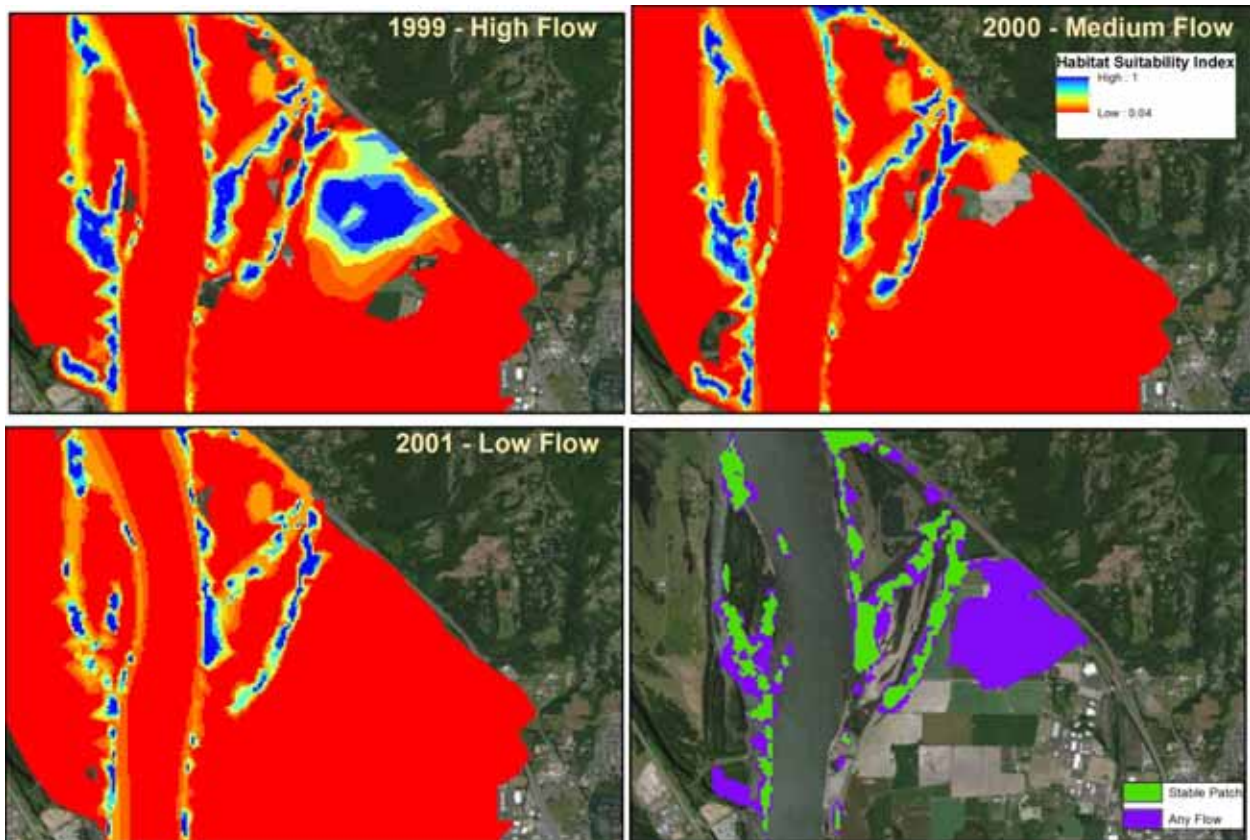 1999 - High Flow
2000 - Medium Flow
Habitat Suitability Index
High : 1
Low : 0.04
2001 - Low Flow
Stable Patch
Any Flow